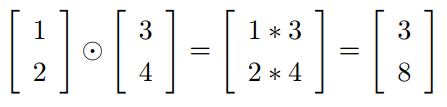 [ 1 2 ] ⊙ [ 3 4 ] = [ 1 ∗ 3 2 ∗ 4 ] = [ 3 8 ]